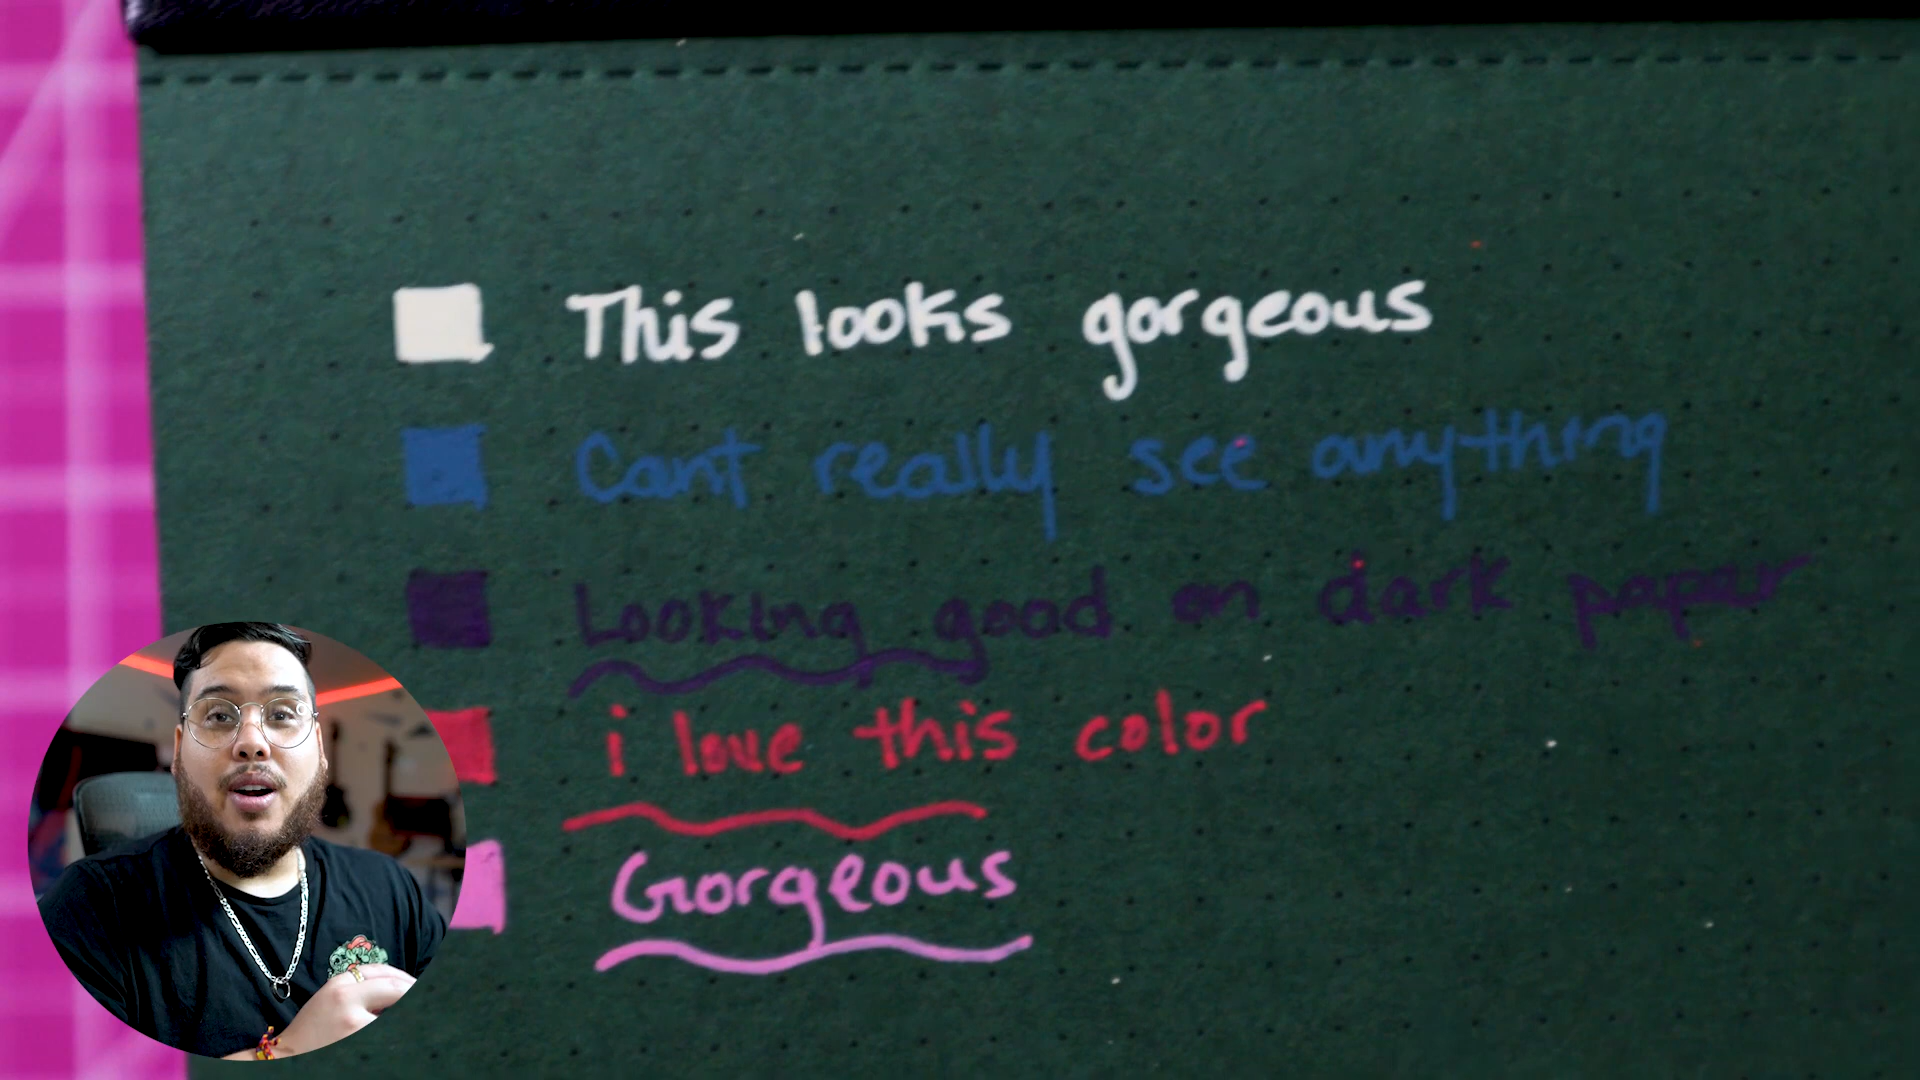 This looks gorgeous
Cant really see anything
Looking good on dark paper
i love this color
Gorgeous